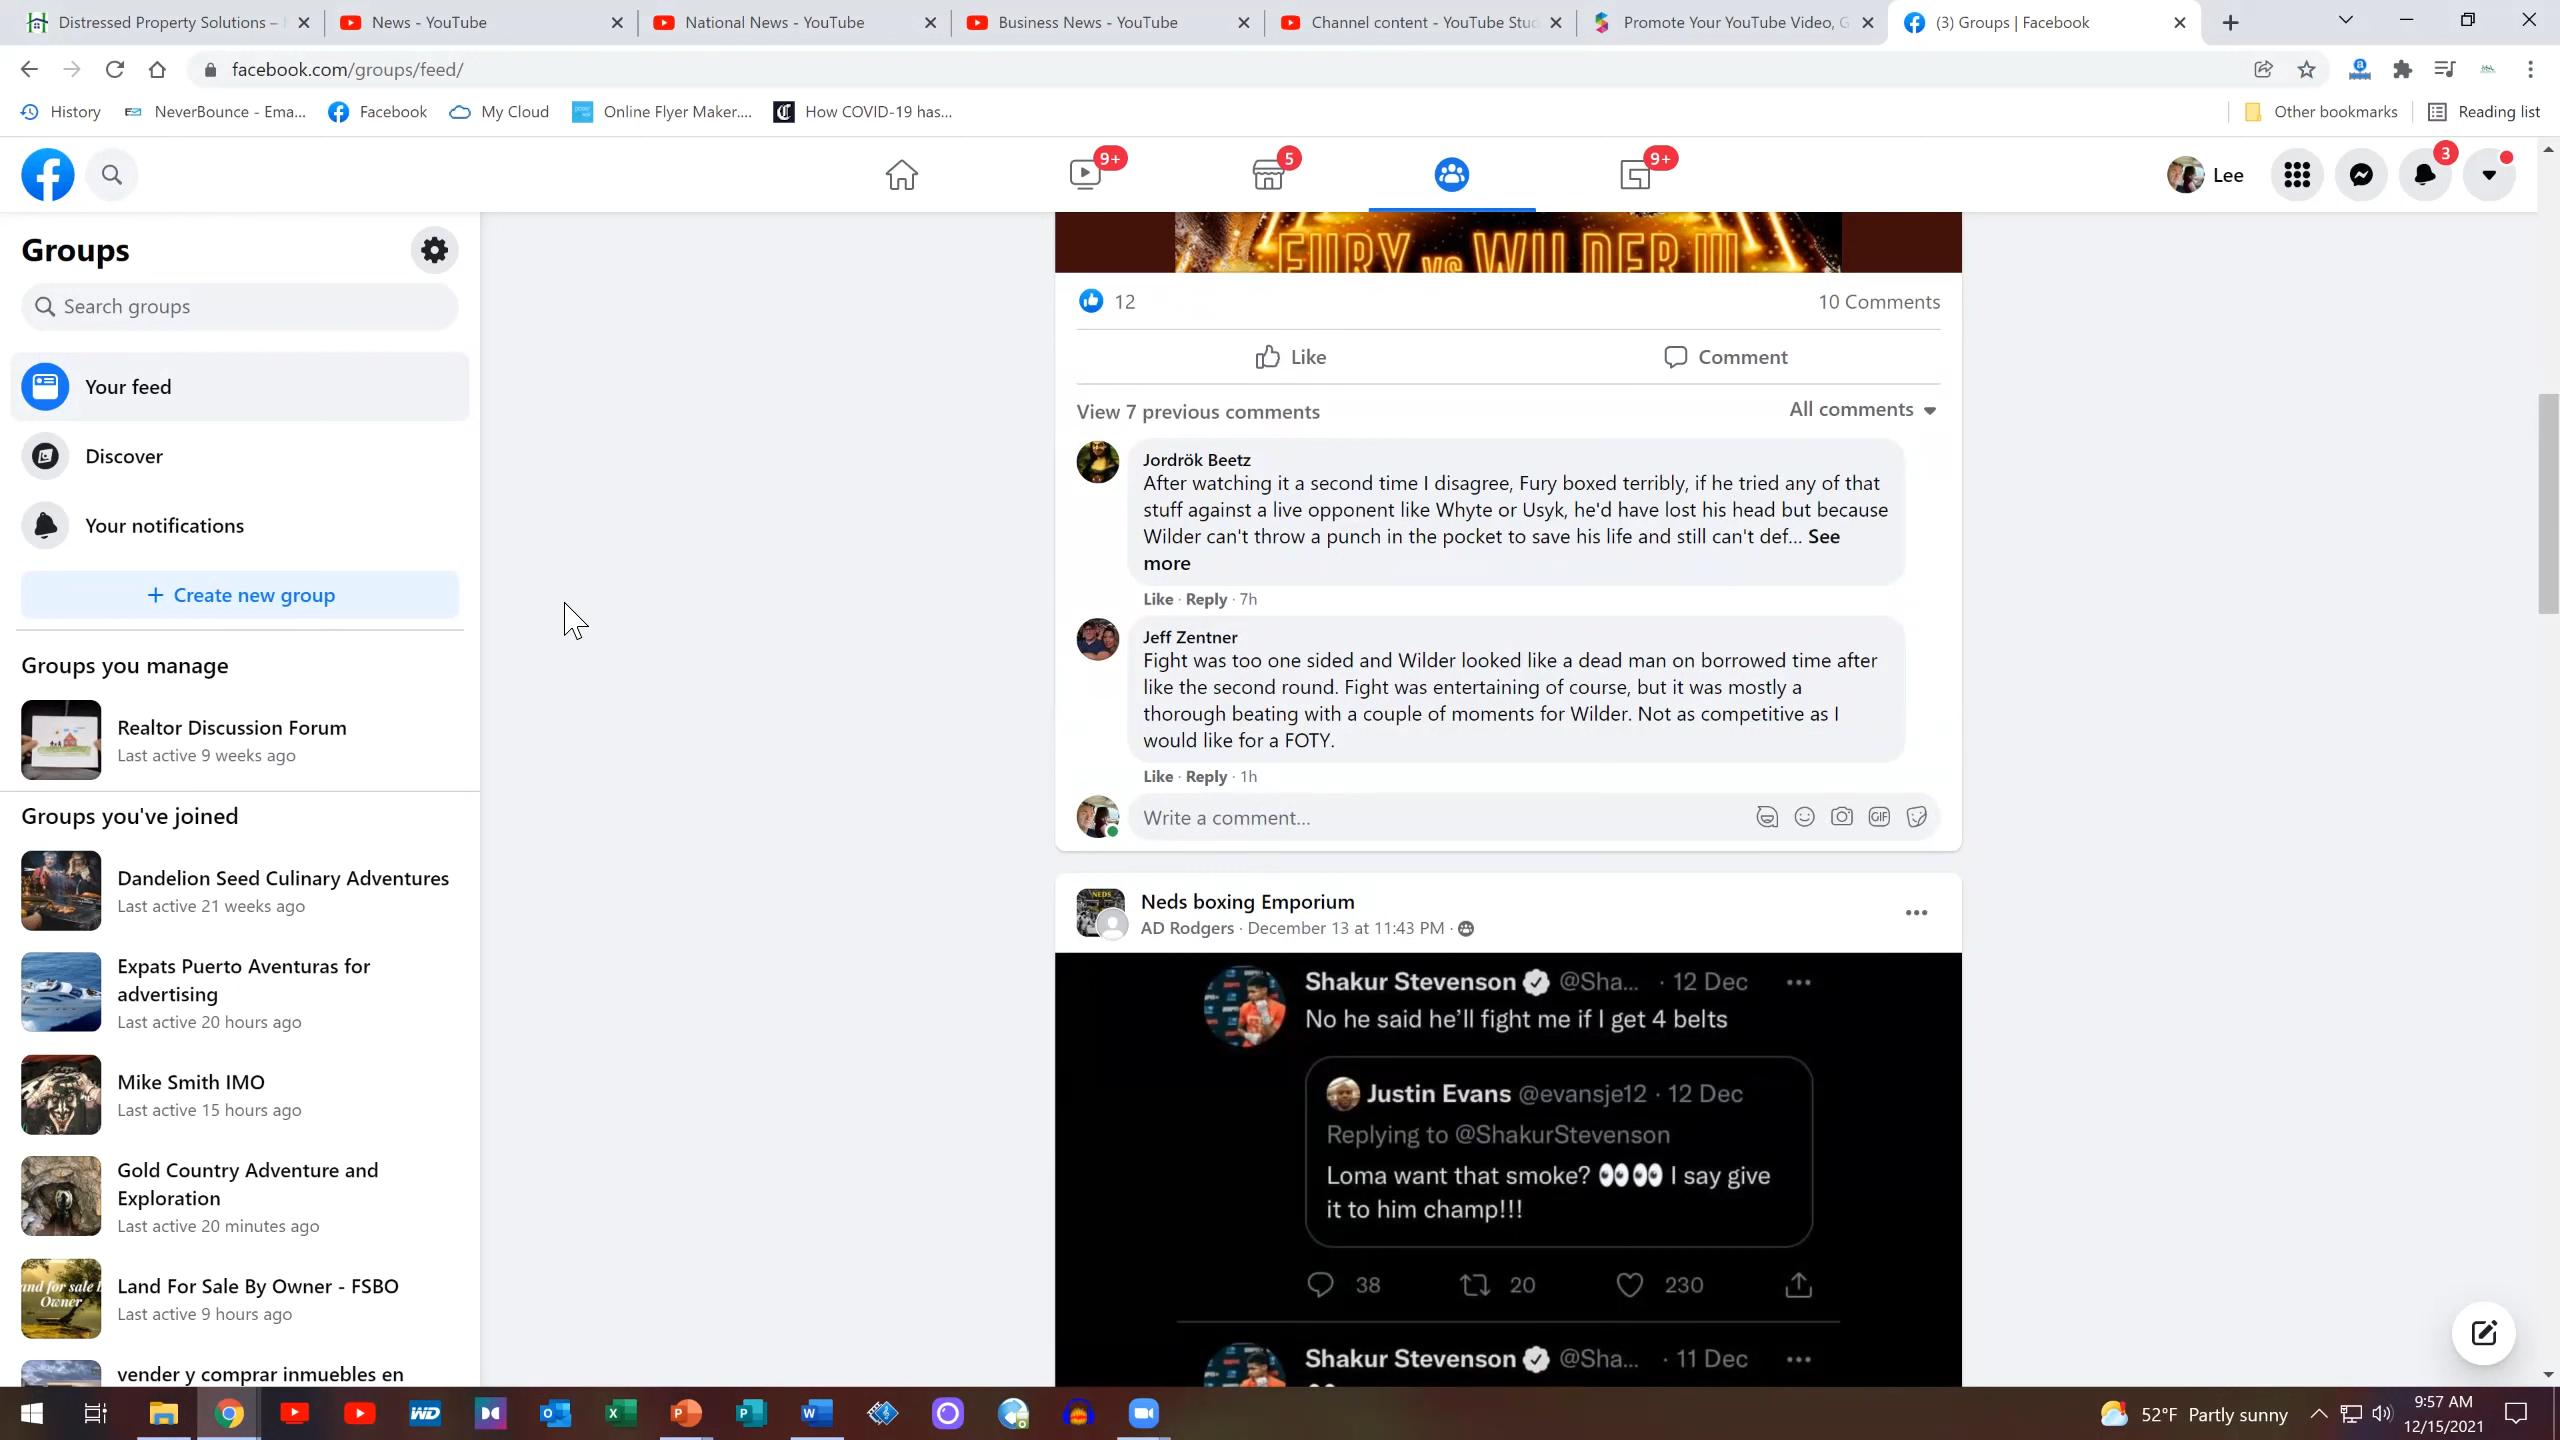 Distressed Property Solutions –
News - YouTube
National News - YouTube
Business News - YouTube
Channel content - YouTube Stud
Promote Your YouTube Video, G
(3) Groups | Facebook
facebook.com/groups/feed/
History
NeverBounce - Ema...
Facebook
My Cloud
Online Flyer Maker....
How COVID-19 has...
Other bookmarks
Reading list
9+
5
9+
Lee
3
Groups
Search groups
Your feed
Discover
Your notifications
+ Create new group
Groups you manage
Realtor Discussion Forum
Last active 9 weeks ago
Groups you've joined
Dandelion Seed Culinary Adventures
Last active 21 weeks ago
Expats Puerto Aventuras for
advertising
Last active 20 hours ago
Mike Smith IMO
Last active 15 hours ago
Gold Country Adventure and
Exploration
Last active 20 minutes ago
Land For Sale By Owner - FSBO
Last active 9 hours ago
vender y comprar inmuebles en
FURY VS WILDER III
12
10 Comments
Like
Comment
View 7 previous comments
All comments
Jordrök Beetz
After watching it a second time I disagree, Fury boxed terribly, if he tried any of that
stuff against a live opponent like Whyte or Usyk, he'd have lost his head but because
Wilder can't throw a punch in the pocket to save his life and still can't def... See
more
Like · Reply · 7h
Jeff Zentner
Fight was too one sided and Wilder looked like a dead man on borrowed time after
like the second round. Fight was entertaining of course, but it was mostly a
thorough beating with a couple of moments for Wilder. Not as competitive as I
would like for a FOTY.
Like · Reply · 1h
Write a comment...
GIF
Neds boxing Emporium
AD Rodgers · December 13 at 11:43 PM ·
Shakur Stevenson @Sha... · 12 Dec
No he said he'll fight me if I get 4 belts
Justin Evans @evansje12 · 12 Dec
Replying to @ShakurStevenson
Loma want that smoke? 👀👀 I say give
it to him champ!!!
38
20
230
Shakur Stevenson @Sha... · 11 Dec
52°F Partly sunny
9:57 AM
12/15/2021